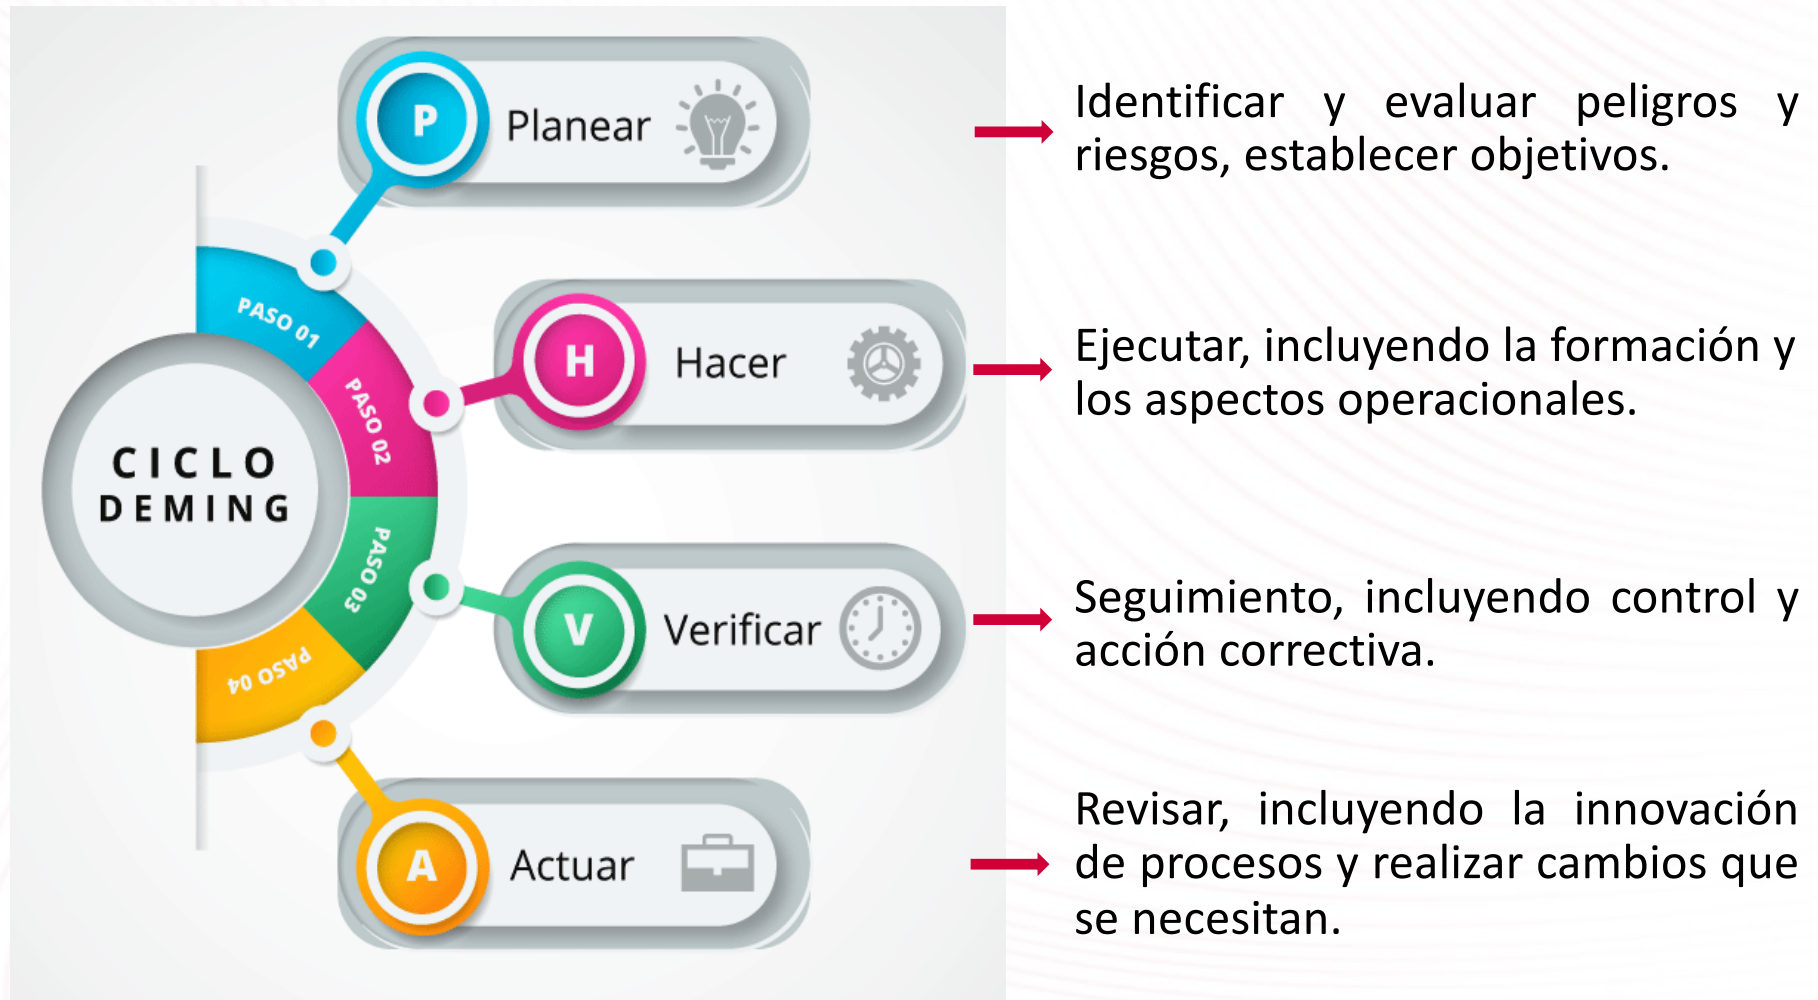 P
Planear
Identificar y evaluar peligros y
riesgos, establecer objetivos.
PASO 01
H
Hacer
Ejecutar, incluyendo la formación y
los aspectos operacionales.
PASO 02
CICLO
DEMING
PASO 03
V
Verificar
Seguimiento, incluyendo control y
acción correctiva.
PASO 04
A
Actuar
Revisar, incluyendo la innovación
de procesos y realizar cambios que
se necesitan.